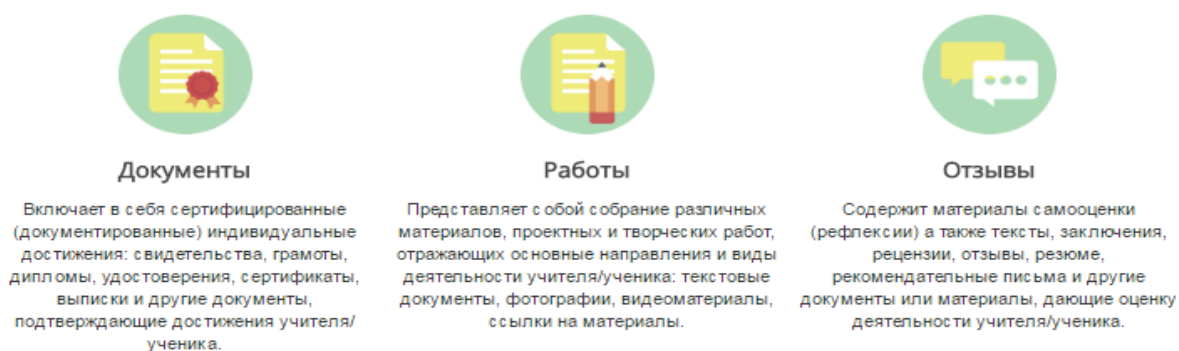 Документы
Включает в себя сертифицированные
(документированные) индивидуальные
достижения: свидетельства, грамоты,
дипломы, удостоверения, сертификаты,
выписки и другие документы,
подтверждающие достижения учителя/
ученика.
Работы
Представляет собой собрание различных
материалов, проектных и творческих работ,
отражающих основные направления и виды
деятельности учителя/ученика: текстовые
документы, фотографии, видеоматериалы,
ссылки на материалы.
Отзывы
Содержит материалы самооценки
(рефлексии) а также тексты, заключения,
рецензии, отзывы, резюме,
рекомендательные письма и другие
документы или материалы, дающие оценку
деятельности учителя/ученика.